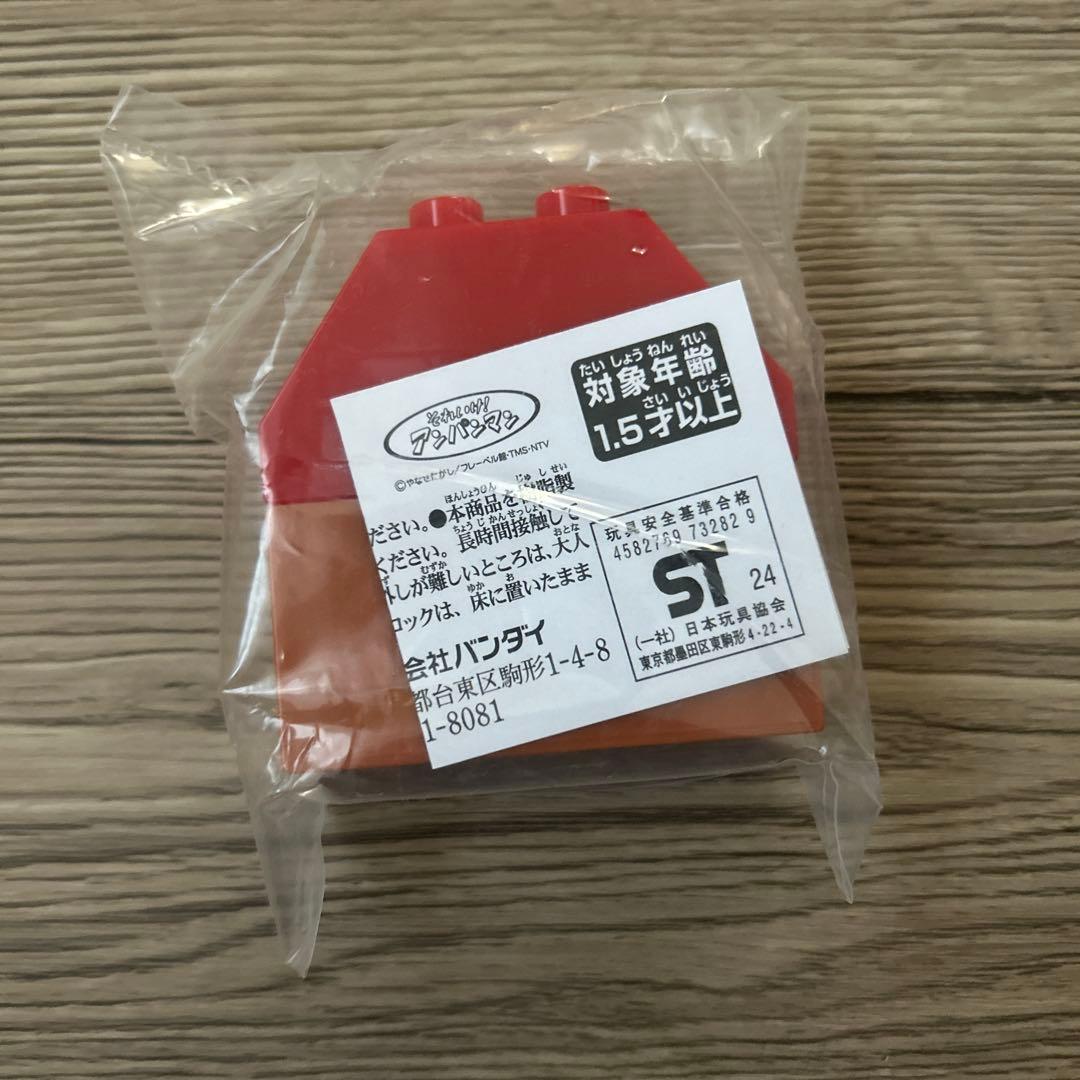 それいけ!
アンパンマン
©やなせたかし/フレーベル館・TMS・NTV
たいしょうねんれい
対象年齢
さいいじょう
1.5才以上
ほんしょうひん じゅしせい
ださい。●本商品を樹脂製
ちょうじかんせっしょく
ください。長時間接触して
むずか おとな
外しが難しいところは、大人
ゆか お
ロックは、床に置いたまま
会社バンダイ
都台東区駒形1-4-8
1-8081
玩具安全基準合格
4582769 73282 9
ST 24
(一社)日本玩具協会
東京都墨田区東駒形4-22-4